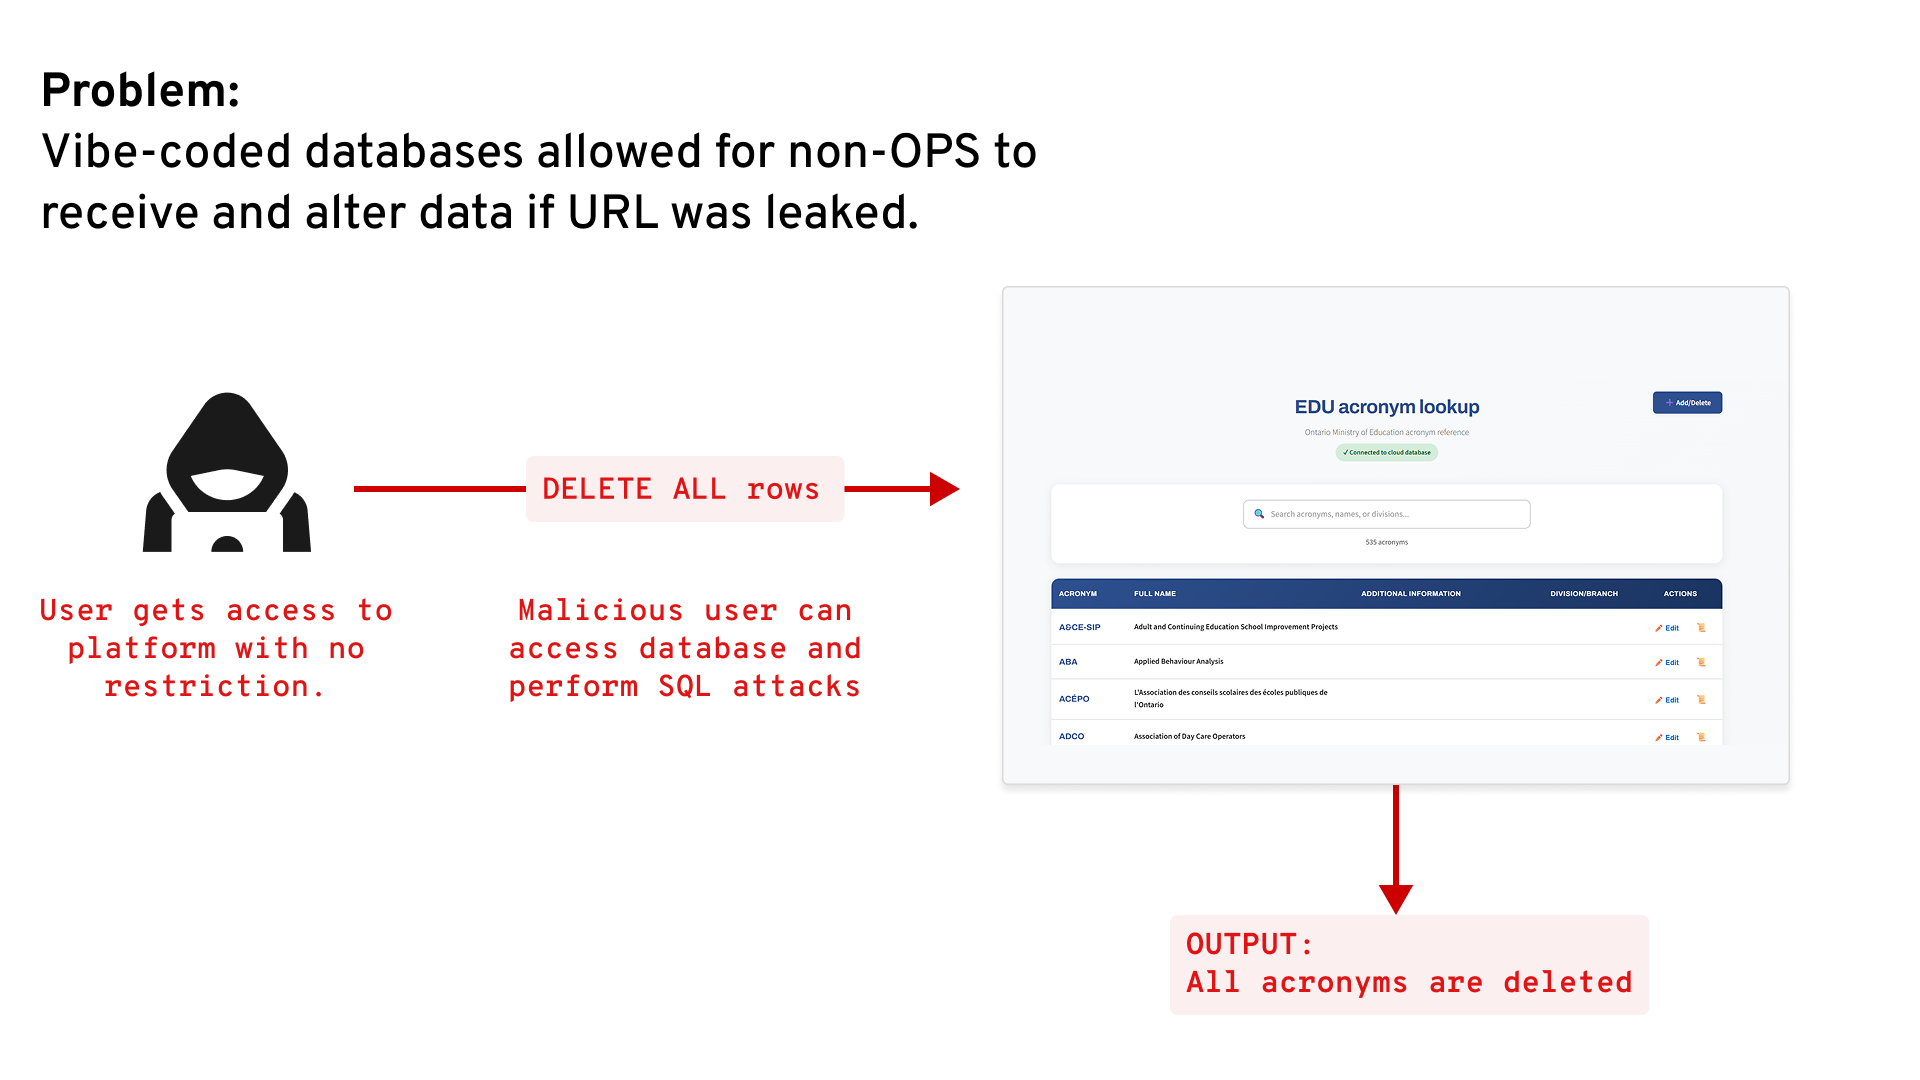 Problem:
Vibe-coded databases allowed for non-OPS to
receive and alter data if URL was leaked.
DELETE ALL rows
User gets access to
platform with no
restriction.
Malicious user can
access database and
perform SQL attacks
EDU acronym lookup
Add/Delete
Ontario Ministry of Education acronym reference
✓ Connected to cloud database
Search acronyms, names, or divisions...
535 acronyms
ACRONYM FULL NAME ADDITIONAL INFORMATION DIVISION/BRANCH ACTIONS
A&CE-SIP Adult and Continuing Education School Improvement Projects Edit
ABA Applied Behaviour Analysis Edit
ACÉPO L'Association des conseils scolaires des écoles publiques de
l'Ontario Edit
ADCO Association of Day Care Operators Edit
OUTPUT:
All acronyms are deleted